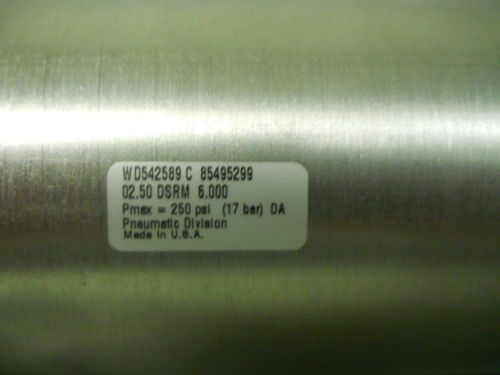 WD542589 C 85495299
02.50 DSRM 6.000
Pmax = 250 psi (17 bar) DA
Pneumatic Division
Made in U.S.A.